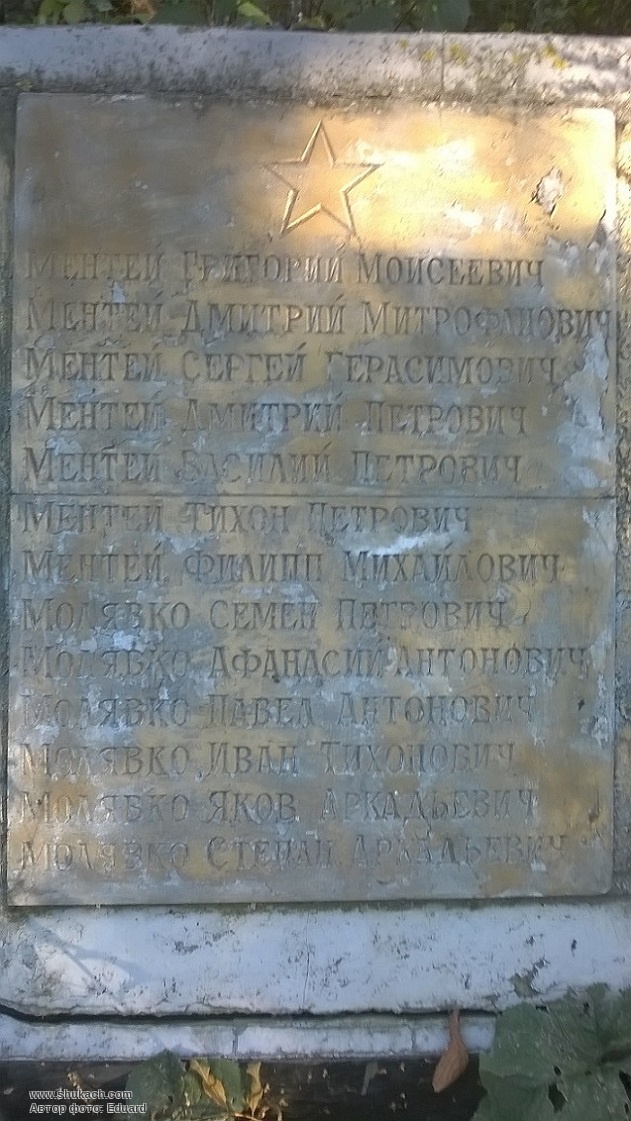 Ментей Григорий Моисеевич
Ментей Дмитрий Митрофанович
Ментей Сергей Герасимович
Ментей Дмитрий Петрович
Ментей Василий Петрович
Ментей Тихон Петрович
Ментей Филипп Михайлович
Молявко Семен Петрович
Молявко Афанасий Антонович
Молявко Павел Антонович
Молявко Иван Тихонович
Молявко Яков Аркадьевич
Молявко Степан Аркадьевич
www.shukach.com
Автор фото: Eduard